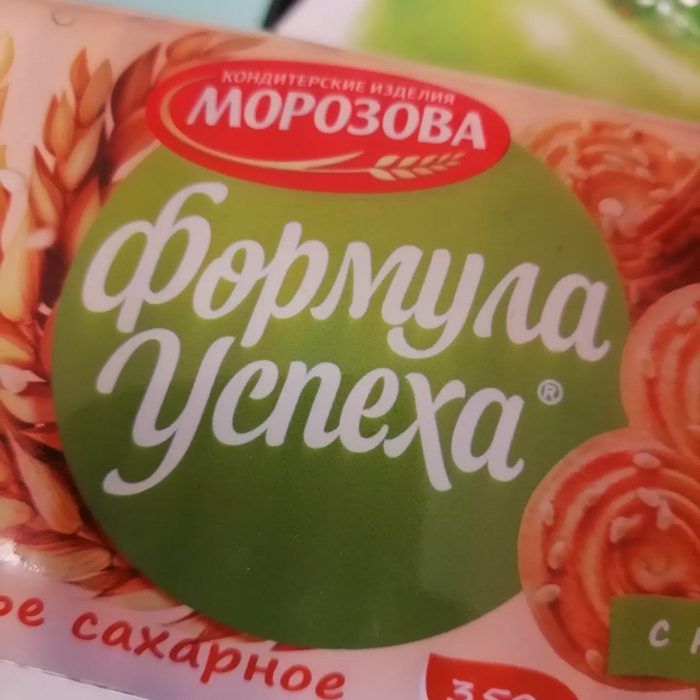 КОНДИТЕРСКИЕ ИЗДЕЛИЯ
МОРОЗОВА
Формула
Успеха®
сахарное
с